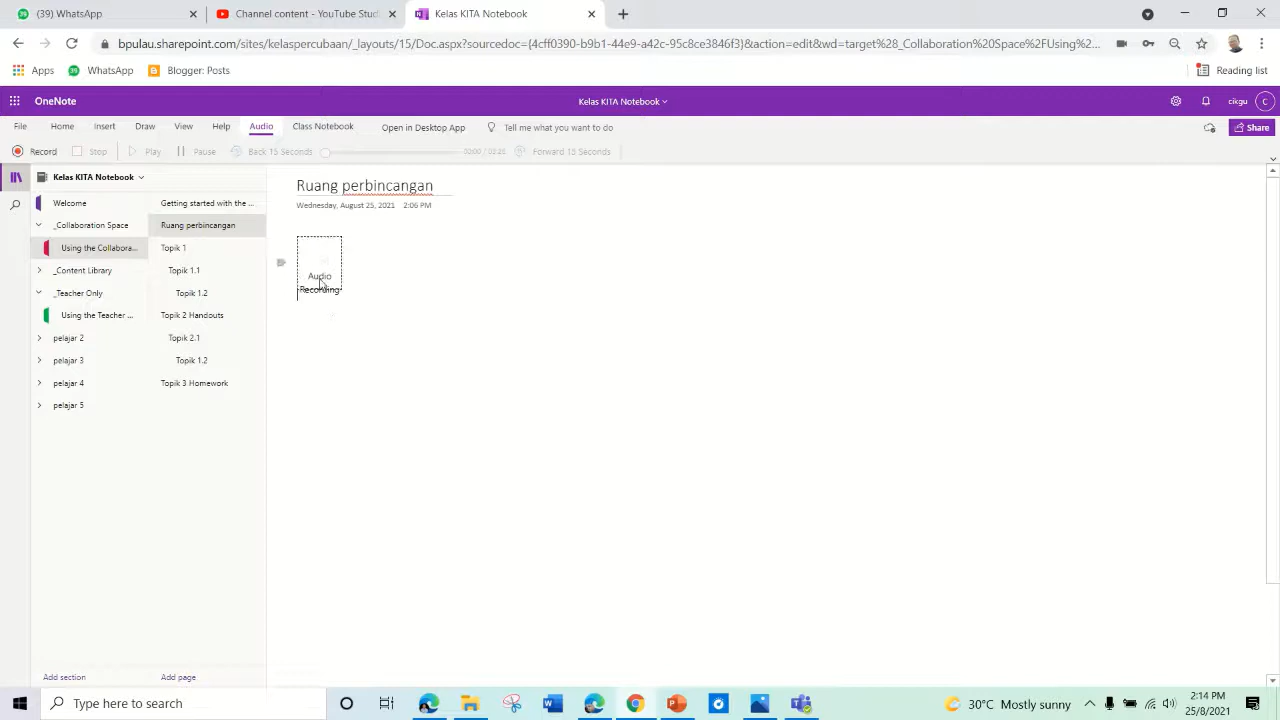 (39) WhatsApp
Channel content - YouTube Stud
Kelas KITA Notebook
bpulau.sharepoint.com/sites/kelaspercubaan/_layouts/15/Doc.aspx?sourcedoc={4cff0390-b9b1-44e9-a42c-95c8ce3846f3}&action=edit&wd=target%28_Collaboration%20Space%2FUsing%2...
Apps
39
WhatsApp
Blogger: Posts
Reading list
OneNote
Kelas KITA Notebook
cikgu
C
File
Home
Insert
Draw
View
Help
Audio
Class Notebook
Open in Desktop App
Tell me what you want to do
Share
Record
Stop
Play
Pause
Back 15 Seconds
Forward 15 Seconds
Kelas KITA Notebook
Welcome
_Collaboration Space
Using the Collabora...
_Content Library
_Teacher Only
Using the Teacher ...
pelajar 2
pelajar 3
pelajar 4
pelajar 5
Getting started with the ...
Ruang perbincangan
Topik 1
Topik 1.1
Topik 1.2
Topik 2 Handouts
Topik 2.1
Topik 1.2
Topik 3 Homework
Add section
Add page
Ruang perbincangan
Wednesday, August 25, 2021 2:06 PM
Audio
Recording
Type here to search
30°C Mostly sunny
2:14 PM
25/8/2021